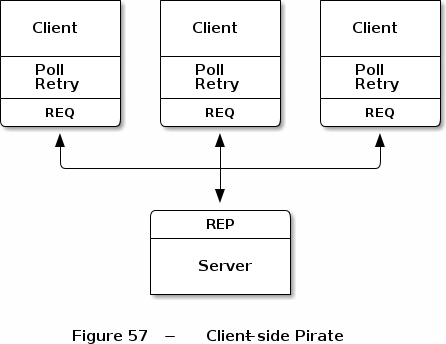 Client Client Client
Poll Poll Poll
Retry Retry Retry
REQ REQ REQ
REP
Server
Figure 57 – Client-side Pirate